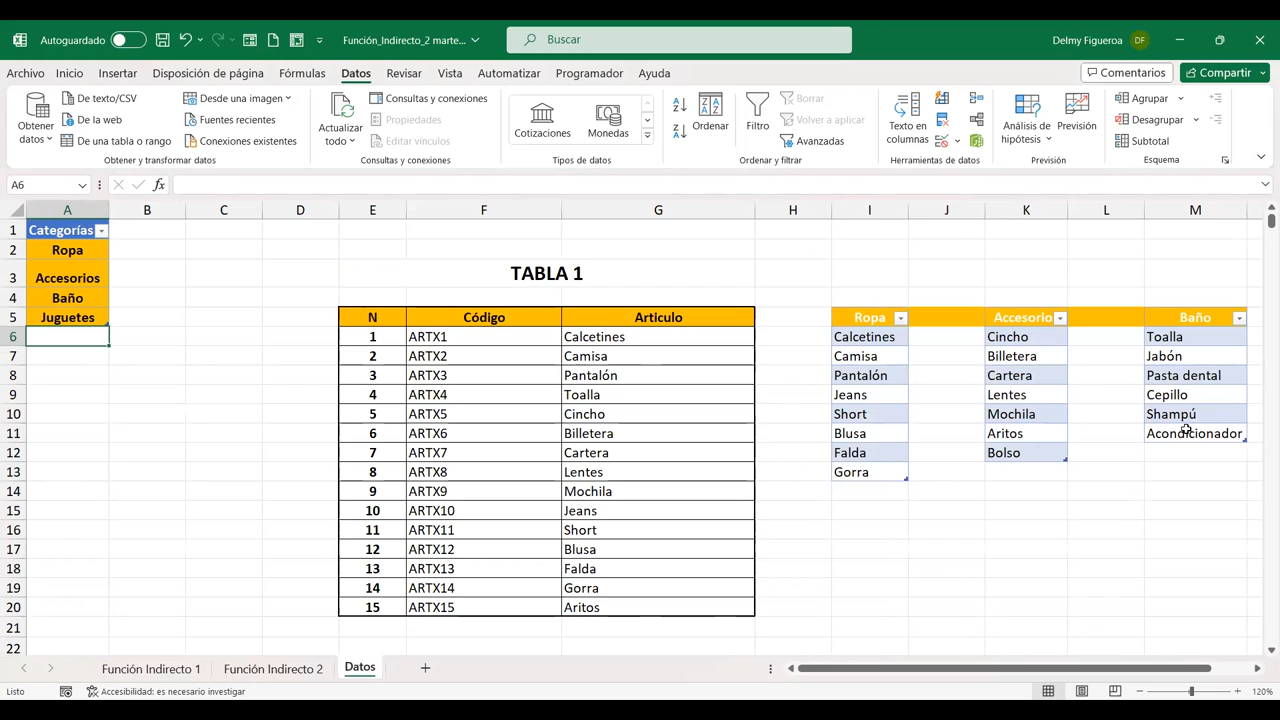 Autoguardado Función_Indirecto_2 marte... Buscar Delmy Figueroa DF
Archivo Inicio Insertar Disposición de página Fórmulas Datos Revisar Vista Automatizar Programador Ayuda Comentarios Compartir
Obtener datos De texto/CSV De la web De una tabla o rango Desde una imagen Fuentes recientes Conexiones existentes
Obtener y transformar datos
Actualizar todo Consultas y conexiones Propiedades Editar vínculos
Consultas y conexiones
Cotizaciones Monedas
Tipos de datos
Ordenar Filtro Borrar Volver a aplicar Avanzadas
Ordenar y filtrar
Texto en columnas
Herramientas de datos
Análisis de hipótesis Previsión
Previsión
Agrupar Desagrupar Subtotal
Esquema
A6 fx
A B C D E F G H I J K L M
1 Categorías
2 Ropa
3 Accesorios TABLA 1
4 Baño
5 Juguetes N Código Articulo Ropa Accesorio Baño
6 1 ARTX1 Calcetines Calcetines Cincho Toalla
7 2 ARTX2 Camisa Camisa Billetera Jabón
8 3 ARTX3 Pantalón Pantalón Cartera Pasta dental
9 4 ARTX4 Toalla Jeans Lentes Cepillo
10 5 ARTX5 Cincho Short Mochila Shampú
11 6 ARTX6 Billetera Blusa Aritos Acondicionador
12 7 ARTX7 Cartera Falda Bolso
13 8 ARTX8 Lentes Gorra
14 9 ARTX9 Mochila
15 10 ARTX10 Jeans
16 11 ARTX11 Short
17 12 ARTX12 Blusa
18 13 ARTX13 Falda
19 14 ARTX14 Gorra
20 15 ARTX15 Aritos
21
22
Función Indirecto 1 Función Indirecto 2 Datos
Listo Accesibilidad: es necesario investigar 120%